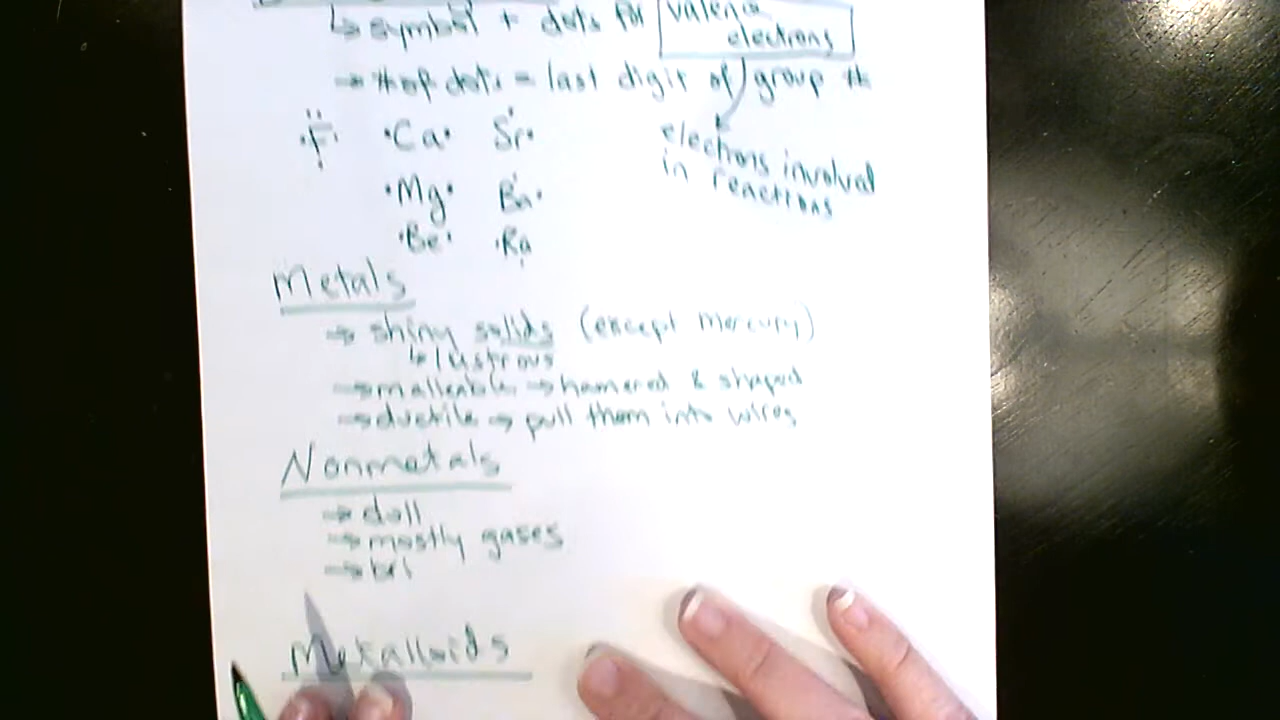 ↳ symbol + dots for valence electrons
→ # of dots = last digit of group #
electrons involved in reactions
F Ca Sr
Mg Ba
Be Ra
Metals
→ shiny solids (except mercury)
↳ lustrous
→ malleable → hamered & shaped
→ ductile → pull them into wires
Nonmetals
→ dull
→ mostly gases
→ bri
Metalloids